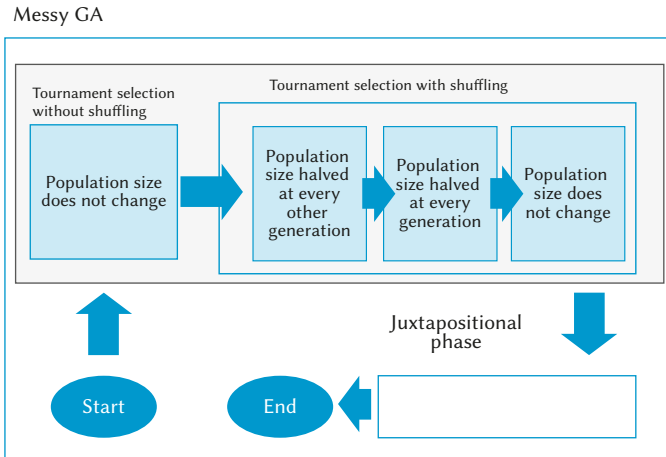 Messy GA
Tournament selection
without shuffling
Tournament selection with shuffling
Population size
does not change
Population
size halved
at every
other
generation
Population
size halved
at every
generation
Population
size does
not change
Juxtapositional
phase
Start
End